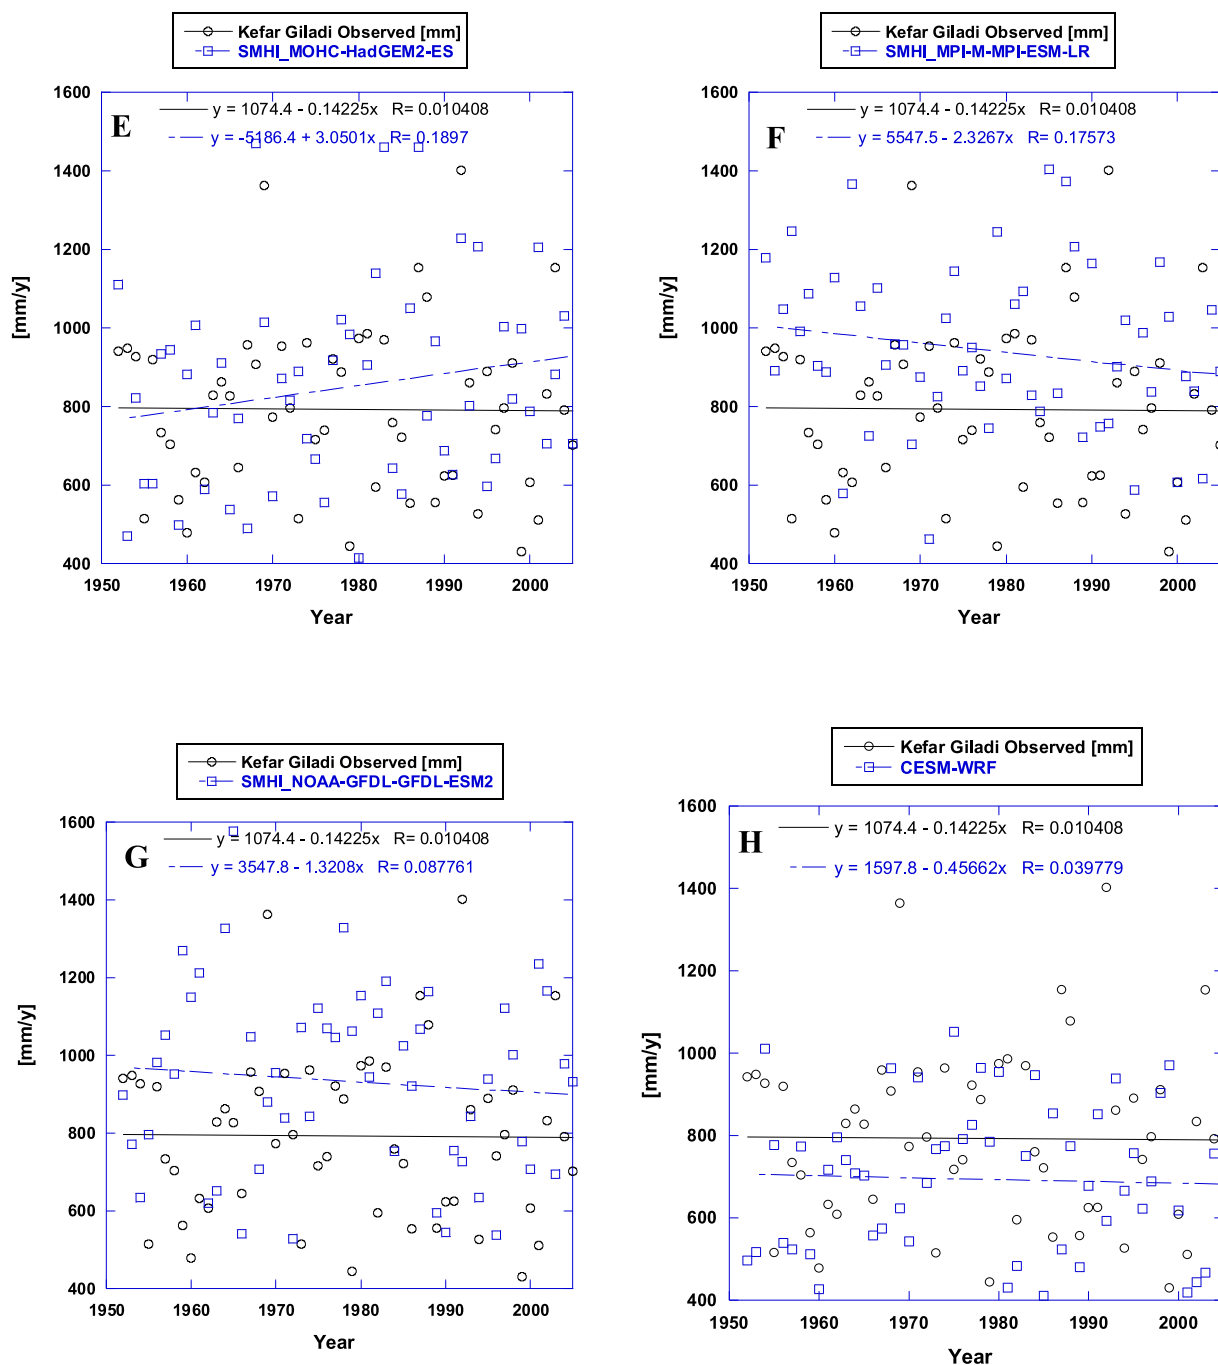 Kefar Giladi Observed [mm]
SMHI_MOHC-HadGEM2-ES
E
y = 1074.4 - 0.14225x R= 0.010408
y = -5186.4 + 3.0501x R= 0.1897
1600
1400
1200
1000
800
600
400
[mm/y]
1950 1960 1970 1980 1990 2000
Year
Kefar Giladi Observed [mm]
SMHI_MPI-M-MPI-ESM-LR
F
y = 1074.4 - 0.14225x R= 0.010408
y = 5547.5 - 2.3267x R= 0.17573
1600
1400
1200
1000
800
600
400
[mm/y]
1950 1960 1970 1980 1990 2000
Year
Kefar Giladi Observed [mm]
SMHI_NOAA-GFDL-GFDL-ESM2
G
y = 1074.4 - 0.14225x R= 0.010408
y = 3547.8 - 1.3208x R= 0.087761
1600
1400
1200
1000
800
600
400
[mm/y]
1950 1960 1970 1980 1990 2000
Year
Kefar Giladi Observed [mm]
CESM-WRF
H
y = 1074.4 - 0.14225x R= 0.010408
y = 1597.8 - 0.45662x R= 0.039779
1600
1400
1200
1000
800
600
400
[mm/y]
1950 1960 1970 1980 1990 2000
Year